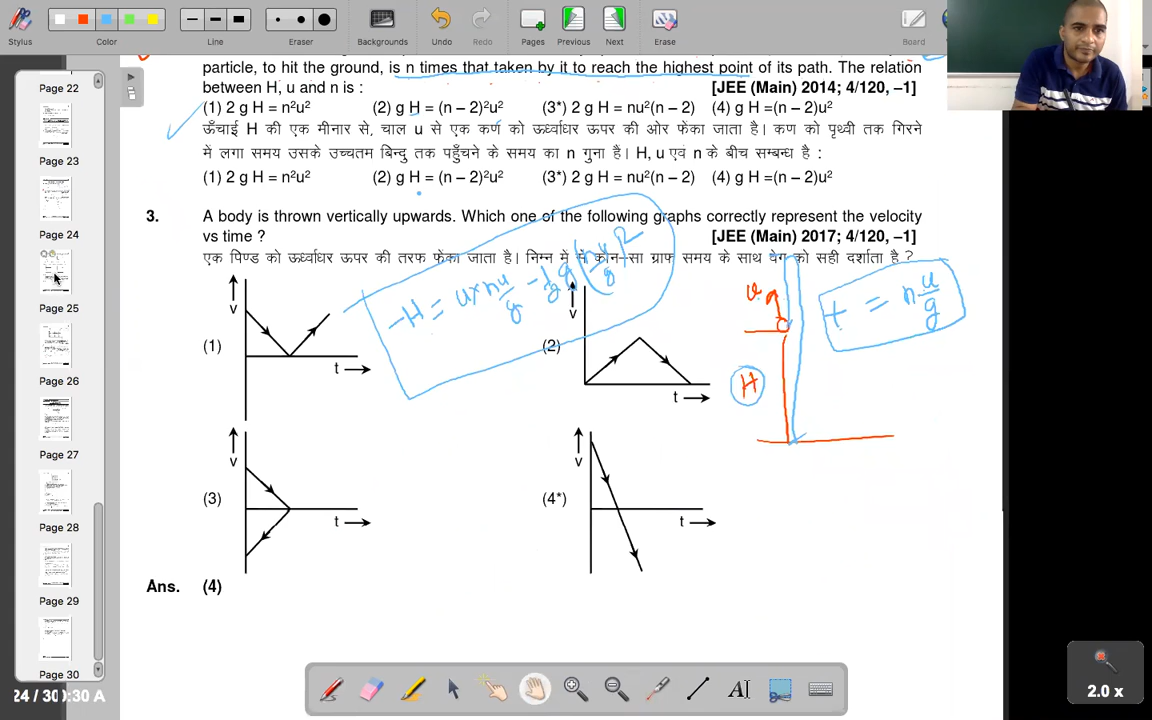 Stylus
Color
Line
Eraser
Backgrounds
Undo
Redo
Pages
Previous
Next
Erase
Board
Page 22
Page 23
Page 24
Page 25
Page 26
Page 27
Page 28
Page 29
Page 30
24 / 30
0:30 A
particle, to hit the ground, is n times that taken by it to reach the highest point of its path. The relation
between H, u and n is : [JEE (Main) 2014; 4/120, –1]
(1) 2 g H = n²u² (2) g H = (n – 2)²u² (3*) 2 g H = nu²(n – 2) (4) g H =(n – 2)u²
ऊँचाई H की एक मीनार से, चाल u से एक कण को ऊर्ध्वाधर ऊपर की ओर फेंका जाता है। कण को पृथ्वी तक गिरने
में लगा समय उसके उच्चतम बिन्दु तक पहुँचने के समय का n गुना है। H, u एवं n के बीच सम्बन्ध है :
(1) 2 g H = n²u² (2) g H = (n – 2)²u² (3*) 2 g H = nu²(n – 2) (4) g H =(n – 2)u²
3. A body is thrown vertically upwards. Which one of the following graphs correctly represent the velocity
vs time ? [JEE (Main) 2017; 4/120, –1]
एक पिण्ड को ऊर्ध्वाधर ऊपर की तरफ फेंका जाता है। निम्न में से कौन–सा ग्राफ समय के साथ वेग को सही दर्शाता है ?
-H = u×n u/g - 1/2 g (nu/g)²
t = n u/g
H
(1) v t
(2) v t
(3) v t
(4*) v t
Ans. (4)
2.0 x